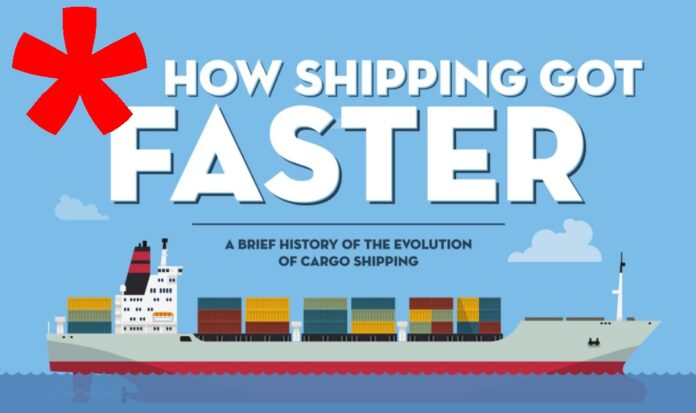 HOW SHIPPING GOT
FASTER
A BRIEF HISTORY OF THE EVOLUTION
OF CARGO SHIPPING